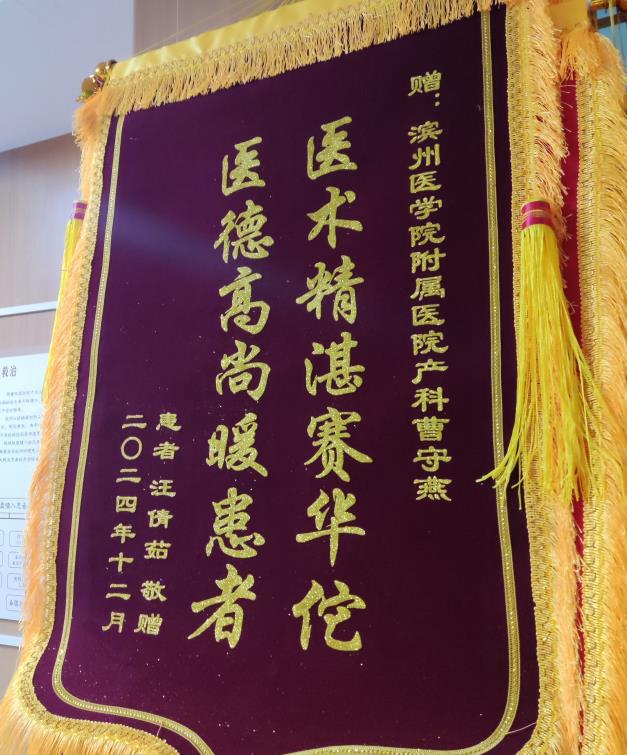 赠：滨州医学院附属医院产科曹守燕
医术精湛赛华佗
医德高尚暖患者
患者 汪倩茹 敬赠
二〇二四年十二月
救治